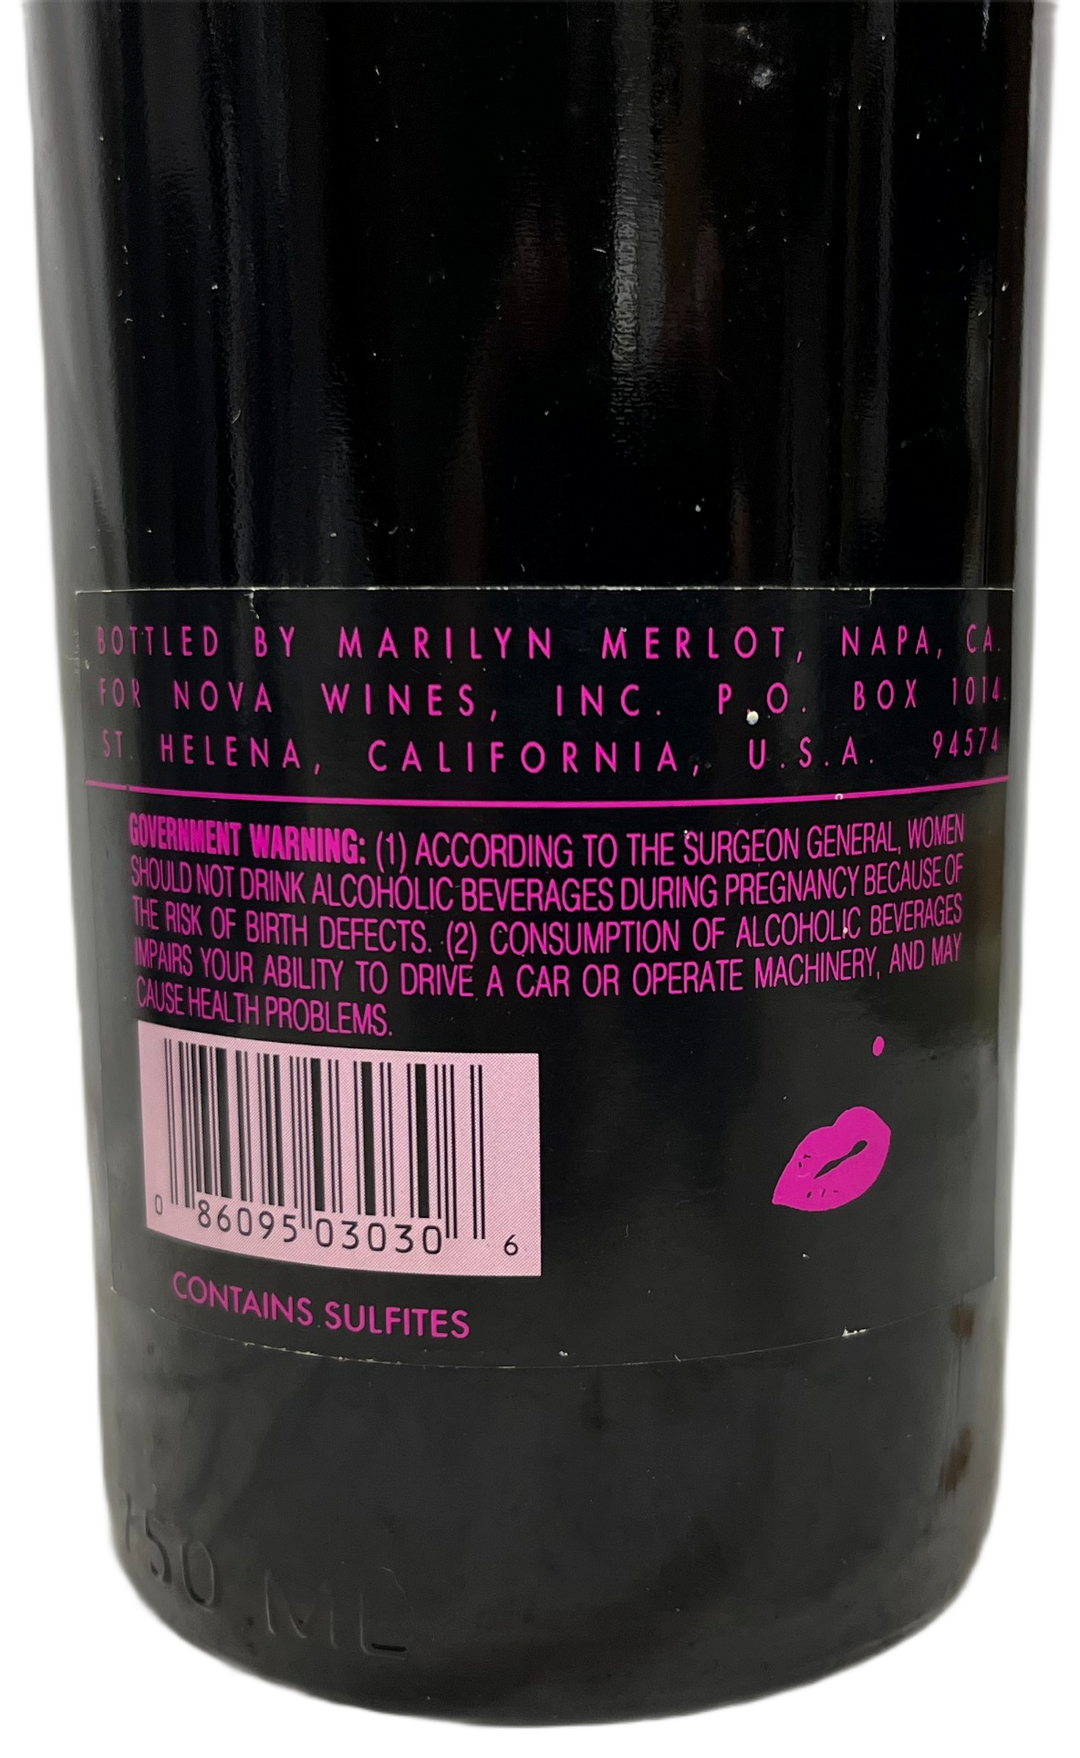 BOTTLED BY MARILYN MERLOT, NAPA, CA.
FOR NOVA WINES, INC. P.O. BOX 1014.
ST. HELENA, CALIFORNIA, U.S.A. 94574
GOVERNMENT WARNING: (1) ACCORDING TO THE SURGEON GENERAL, WOMEN
SHOULD NOT DRINK ALCOHOLIC BEVERAGES DURING PREGNANCY BECAUSE OF
THE RISK OF BIRTH DEFECTS. (2) CONSUMPTION OF ALCOHOLIC BEVERAGES
IMPAIRS YOUR ABILITY TO DRIVE A CAR OR OPERATE MACHINERY, AND MAY
CAUSE HEALTH PROBLEMS.
0 86095 03030 6
CONTAINS SULFITES
750 ML